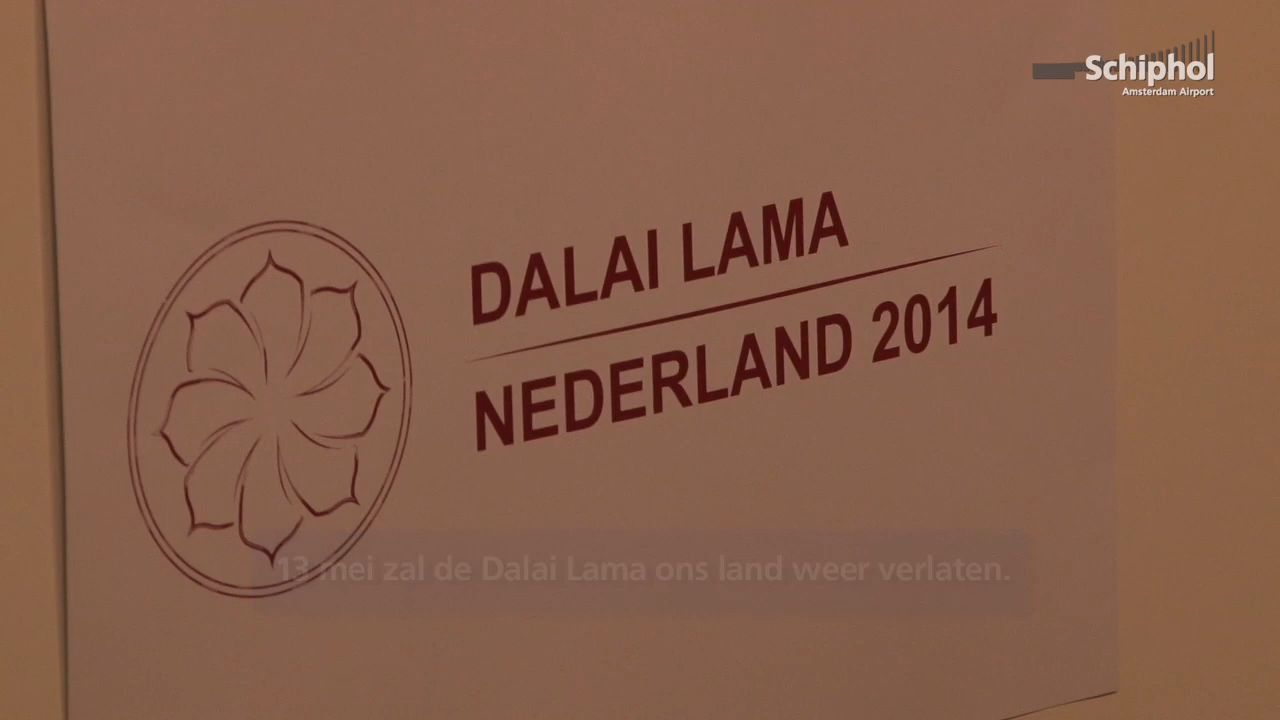 Schiphol
Amsterdam Airport
DALAI LAMA
NEDERLAND 2014
13 mei zal de Dalai Lama ons land weer verlaten.